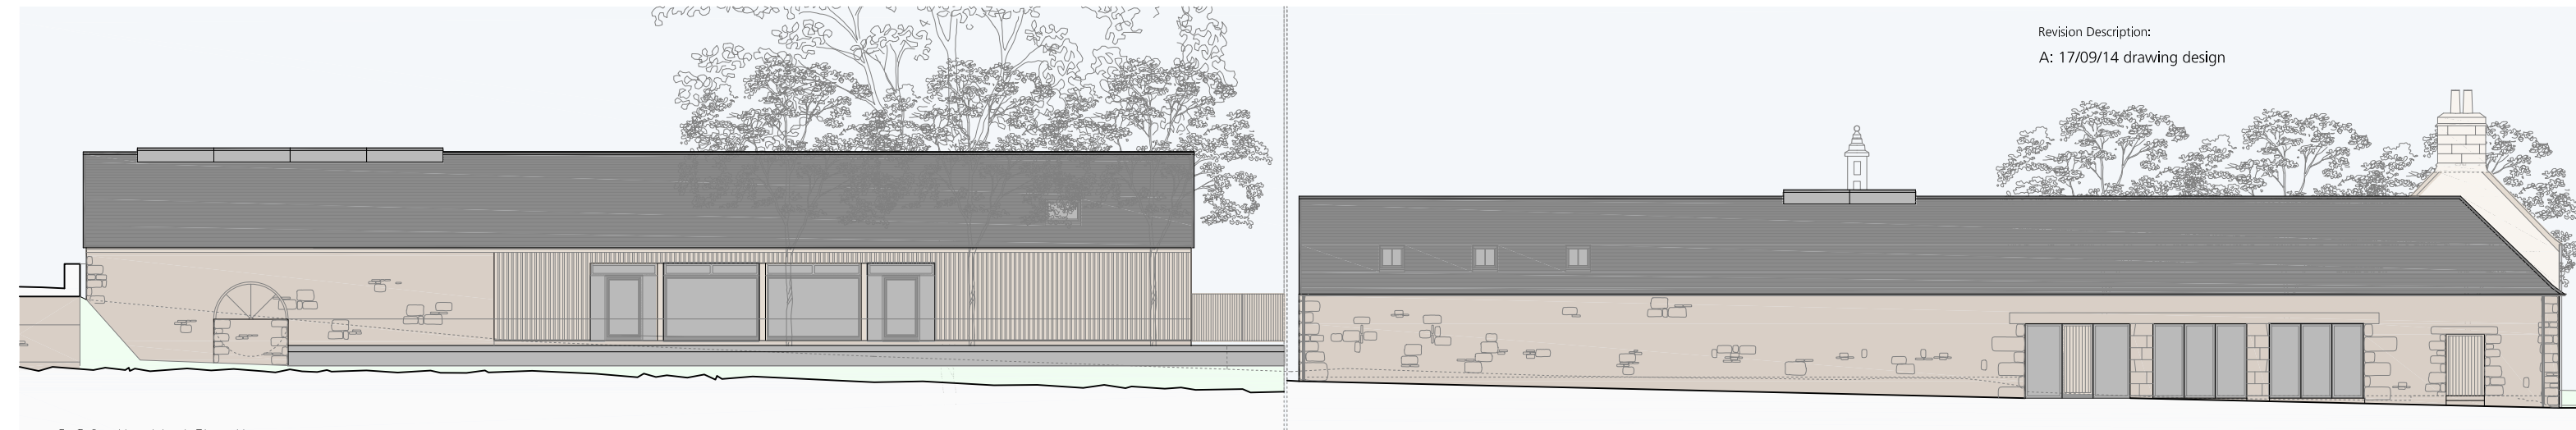 Revision Description:
A: 17/09/14 drawing design